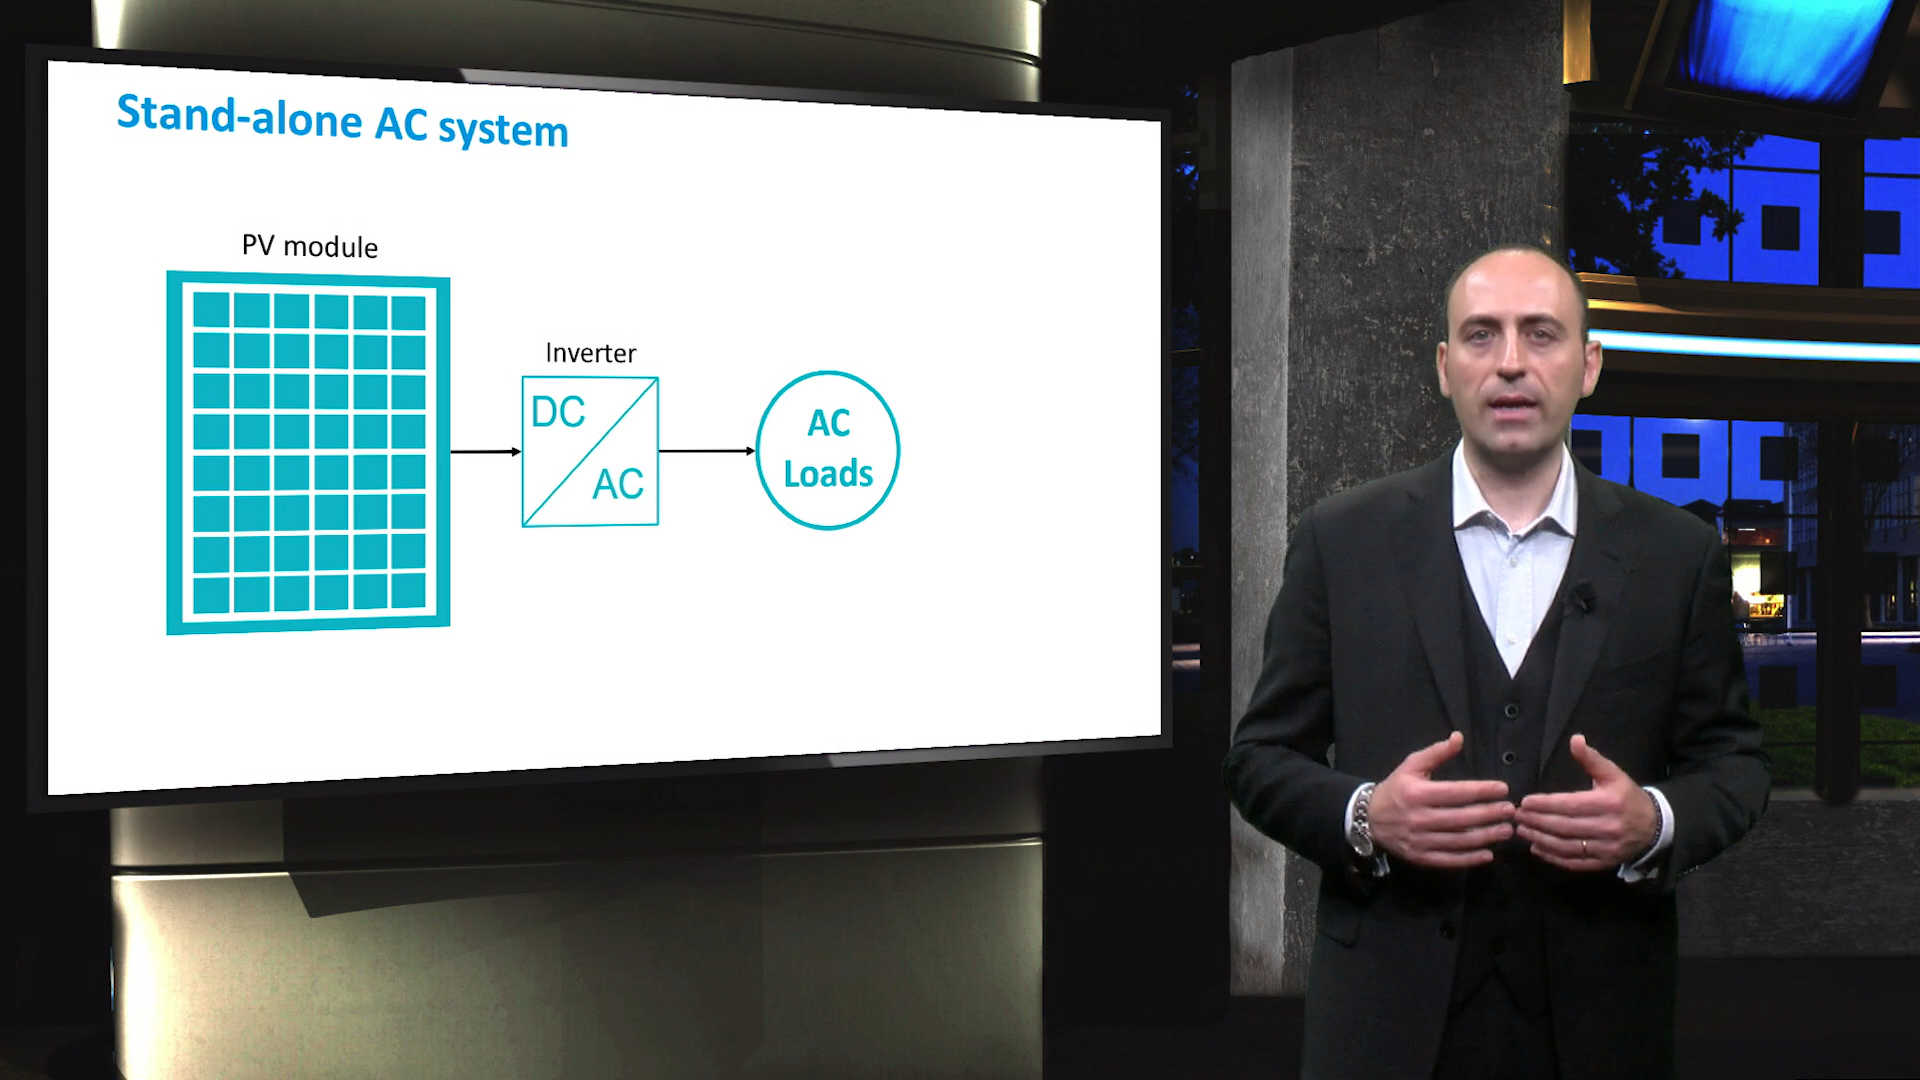 Stand-alone AC system
PV module
Inverter
DC
AC
AC
Loads